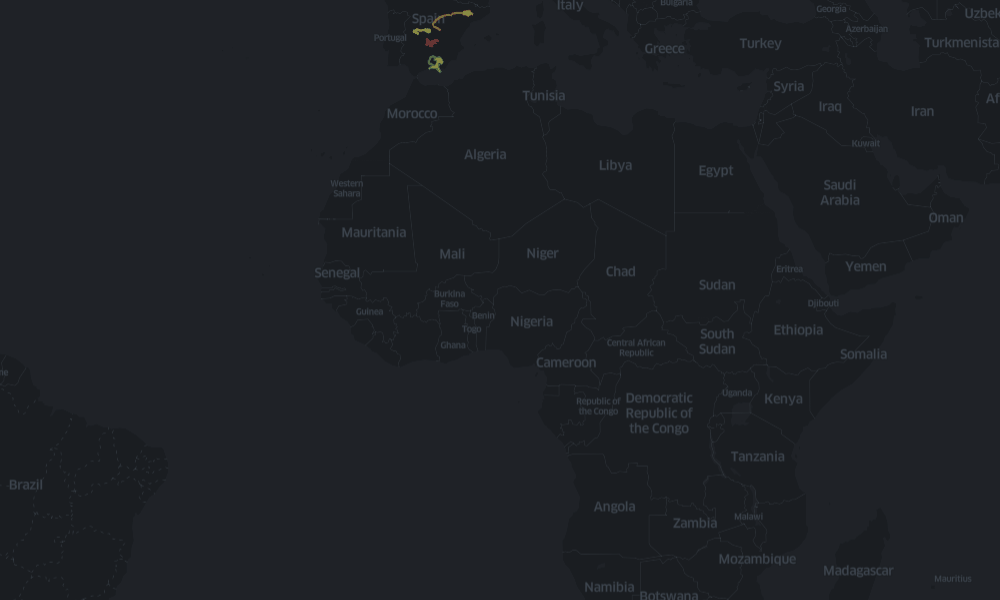 Italy
Bulgaria
Georgia
Uzbek
Spain
Azerbaijan
Portugal
Greece
Turkey
Turkmenista
Syria
Tunisia
Af
Iraq
Iran
Morocco
Kuwait
Algeria
Libya
Egypt
Western
Sahara
Saudi
Arabia
Oman
Mauritania
Mali
Niger
Chad
Yemen
Eritrea
Senegal
Sudan
Burkina
Faso
Djibouti
Guinea
Benin
Nigeria
Togo
Ethiopia
Ghana
South
Sudan
Central African
Republic
Somalia
Cameroon
Uganda
Kenya
Republic of
the Congo
Democratic
Republic of
the Congo
Tanzania
Brazil
Angola
Malawi
Zambia
Mozambique
Madagascar
Mauritius
Namibia
Botswana